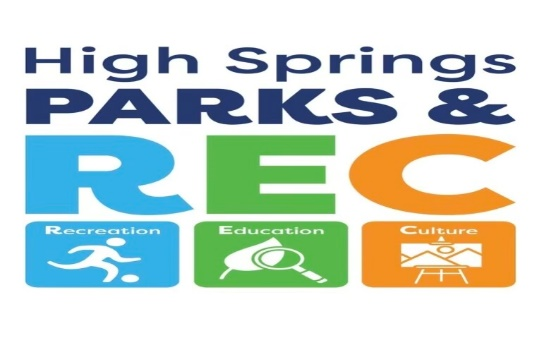 High Springs
PARKS &
REC
Recreation Education Culture